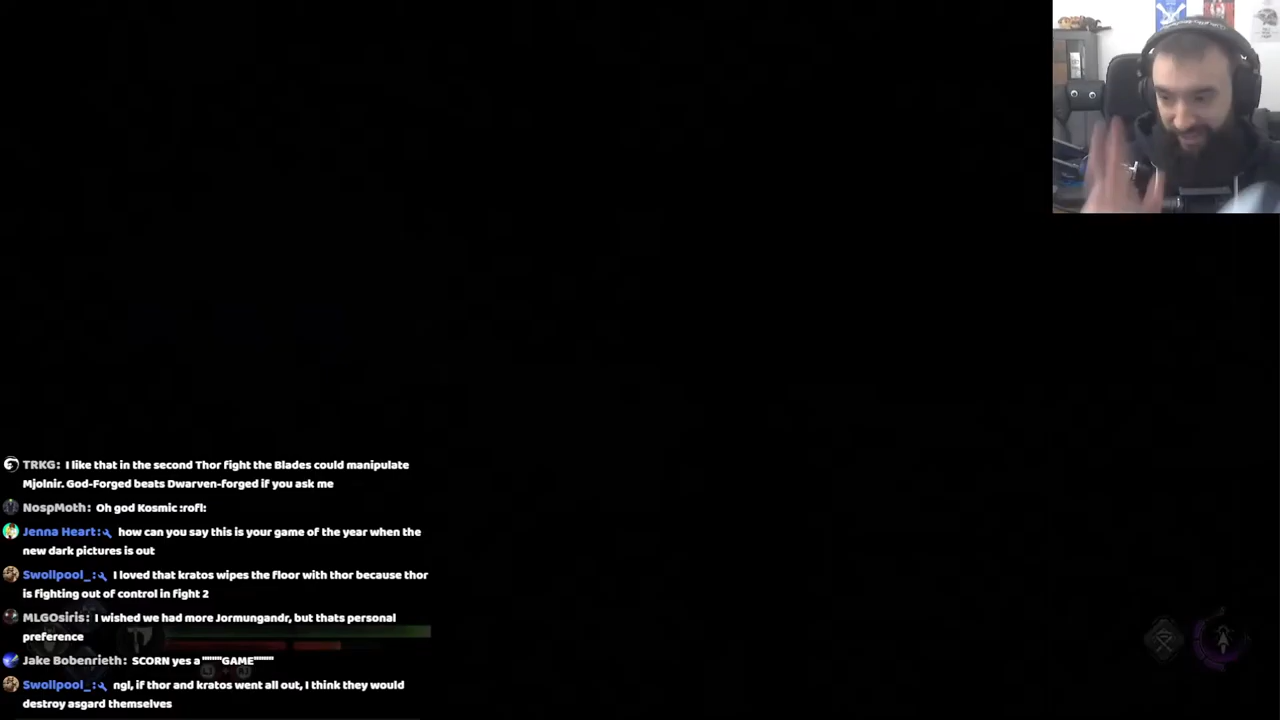 TRKG: I like that in the second Thor fight the Blades could manipulate
Mjolnir. God-Forged beats Dwarven-forged if you ask me
NospMoth: Oh god Kosmic :rofl:
Jenna Heart: how can you say this is your game of the year when the
new dark pictures is out
Swollpool_: I loved that kratos wipes the floor with thor because thor
is fighting out of control in fight 2
MLGOsiris: I wished we had more Jormungandr, but thats personal
preference
Jake Bobenrieth: SCORN yes a """"GAME""""
Swollpool_: ngl, if thor and kratos went all out, I think they would
destroy asgard themselves